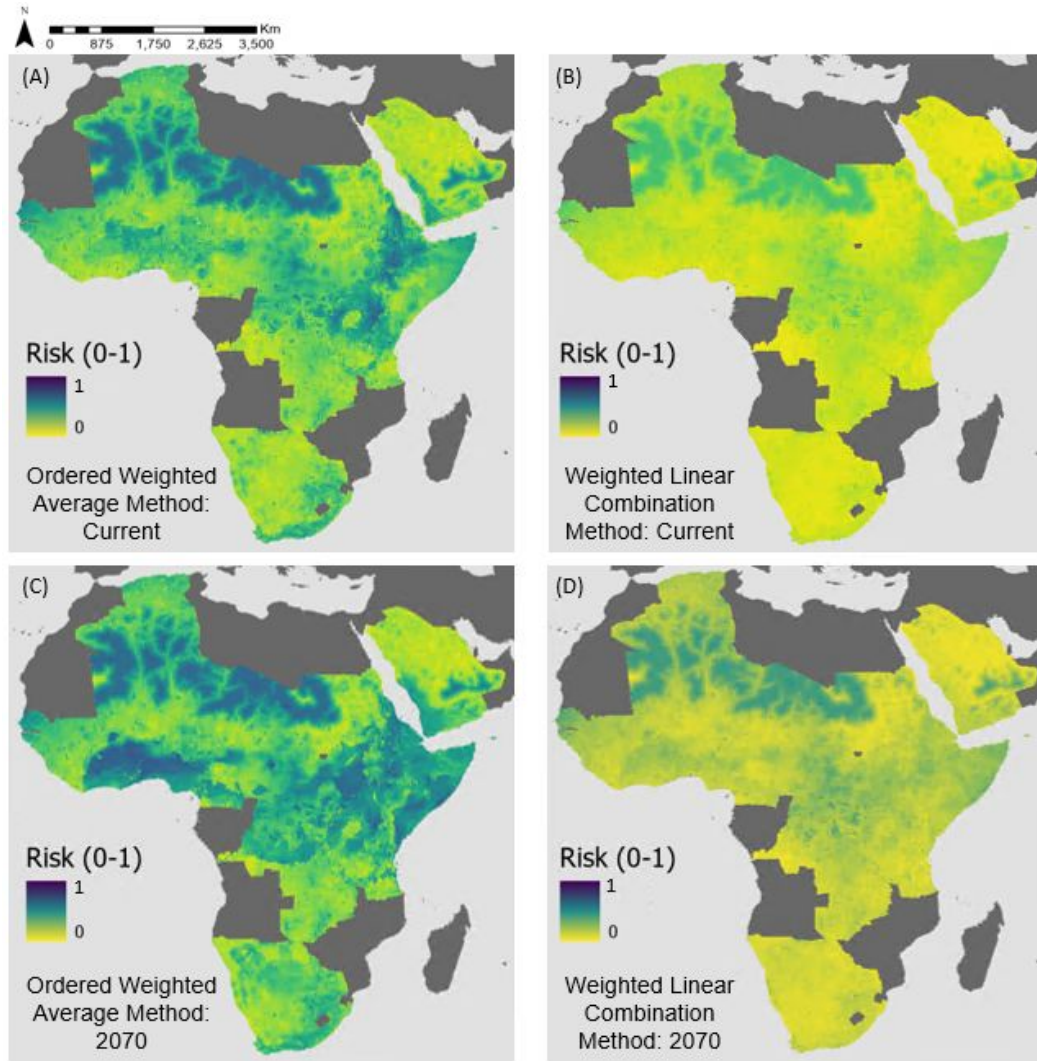 N
Km
0 875 1,750 2,625 3,500
(A)
Risk (0-1)
1
0
Ordered Weighted
Average Method:
Current
(B)
Risk (0-1)
1
0
Weighted Linear
Combination
Method: Current
(C)
Risk (0-1)
1
0
Ordered Weighted
Average Method:
2070
(D)
Risk (0-1)
1
0
Weighted Linear
Combination
Method: 2070